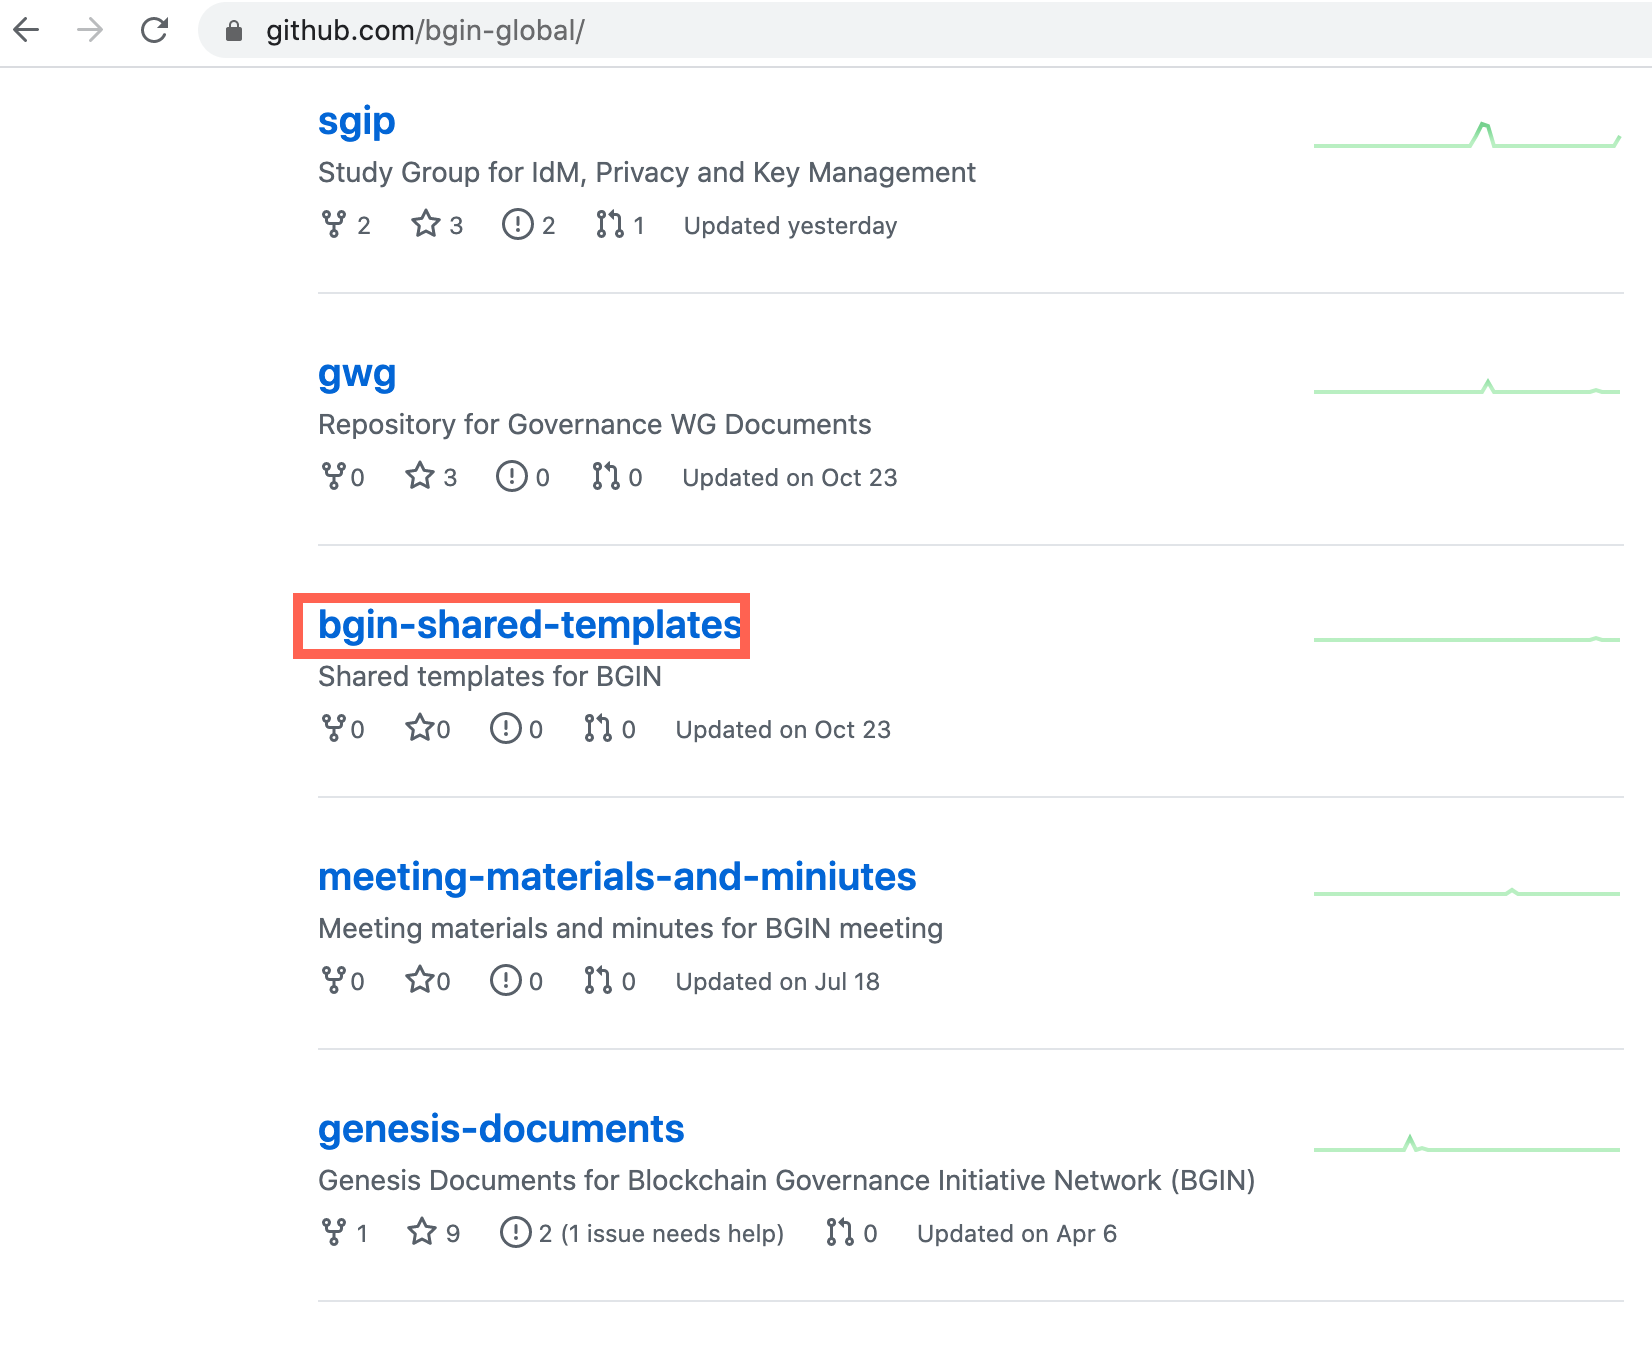 github.com/bgin-global/
sgip
Study Group for IdM, Privacy and Key Management
2 3 2 1 Updated yesterday
gwg
Repository for Governance WG Documents
0 3 0 0 Updated on Oct 23
bgin-shared-templates
Shared templates for BGIN
0 0 0 0 Updated on Oct 23
meeting-materials-and-miniutes
Meeting materials and minutes for BGIN meeting
0 0 0 0 Updated on Jul 18
genesis-documents
Genesis Documents for Blockchain Governance Initiative Network (BGIN)
1 9 2 (1 issue needs help) 0 Updated on Apr 6